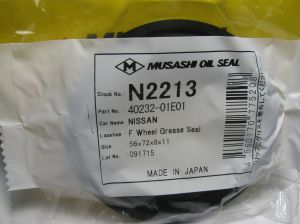 MUSASHI OIL SEAL
Stock No. N2213
Part No. 40232-01E01
Car Name NISSAN
Location F Wheel Grease Seal
Size 56x72x8x11
Lot No. 091715
MADE IN JAPAN